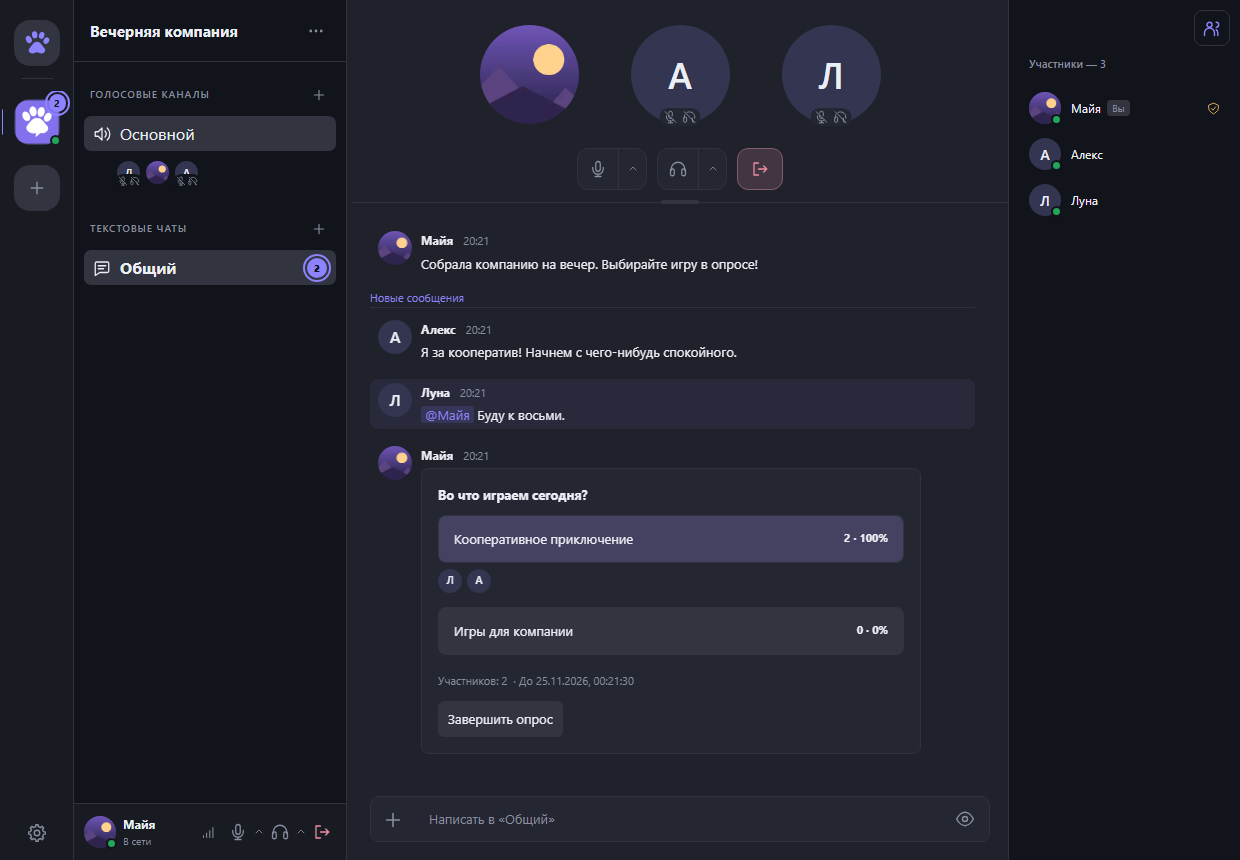 2
Вечерняя компания
ГОЛОСОВЫЕ КАНАЛЫ
Основной
Л
А
ТЕКСТОВЫЕ ЧАТЫ
Общий
2
Майя
В сети
А
Л
Майя 20:21
Собрала компанию на вечер. Выбирайте игру в опросе!
Новые сообщения
А
Алекс 20:21
Я за кооператив! Начнем с чего-нибудь спокойного.
Л
Луна 20:21
@Майя Буду к восьми.
Майя 20:21
Во что играем сегодня?
Кооперативное приключение 2 · 100%
Л А
Игры для компании 0 · 0%
Участников: 2 · До 25.11.2026, 00:21:30
Завершить опрос
Написать в «Общий»
Участники — 3
Майя Вы
А Алекс
Л Луна